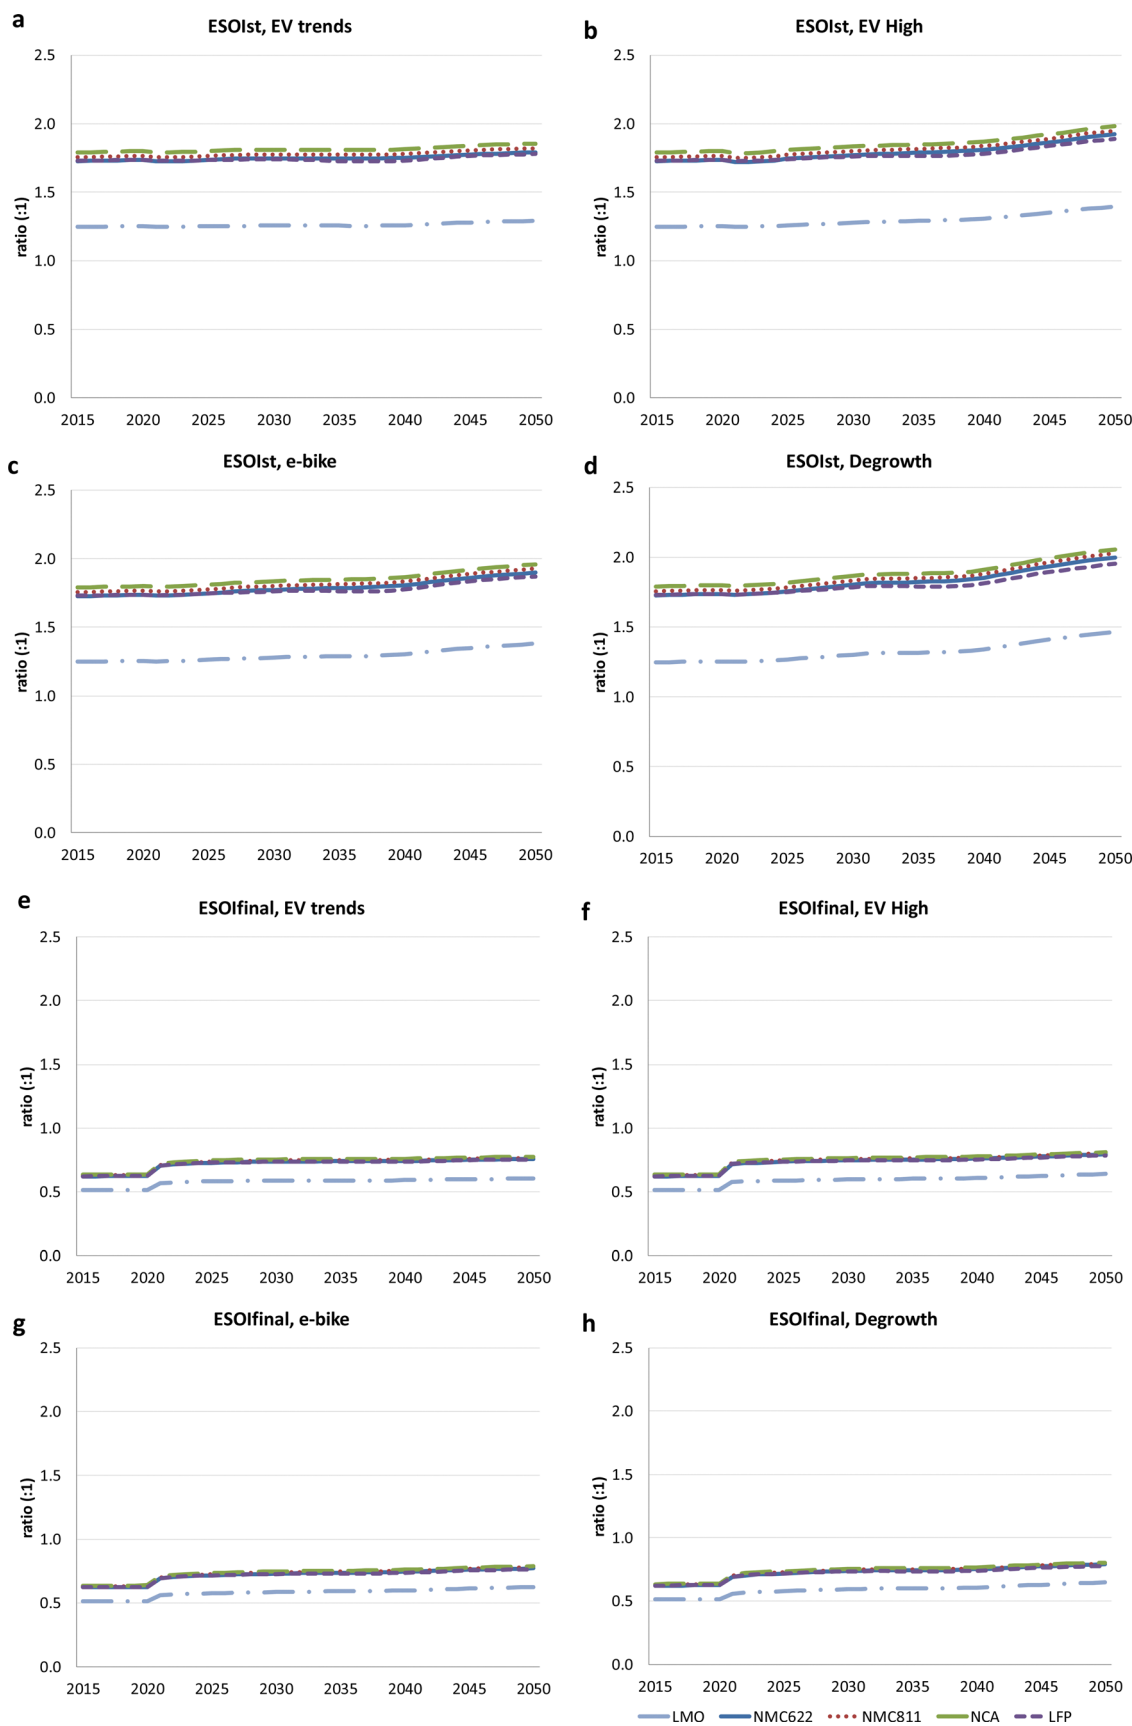 a
ESOIst, EV trends
ratio (:1)
2.5
2.0
1.5
1.0
0.5
0.0
2015 2020 2025 2030 2035 2040 2045 2050
b
ESOIst, EV High
ratio (:1)
2.5
2.0
1.5
1.0
0.5
0.0
2015 2020 2025 2030 2035 2040 2045 2050
c
ESOIst, e-bike
ratio (:1)
2.5
2.0
1.5
1.0
0.5
0.0
2015 2020 2025 2030 2035 2040 2045 2050
d
ESOIst, Degrowth
ratio (:1)
2.5
2.0
1.5
1.0
0.5
0.0
2015 2020 2025 2030 2035 2040 2045 2050
e
ESOIfinal, EV trends
ratio (:1)
2.5
2.0
1.5
1.0
0.5
0.0
2015 2020 2025 2030 2035 2040 2045 2050
f
ESOIfinal, EV High
ratio (:1)
2.5
2.0
1.5
1.0
0.5
0.0
2015 2020 2025 2030 2035 2040 2045 2050
g
ESOIfinal, e-bike
ratio (:1)
2.5
2.0
1.5
1.0
0.5
0.0
2015 2020 2025 2030 2035 2040 2045 2050
h
ESOIfinal, Degrowth
ratio (:1)
2.5
2.0
1.5
1.0
0.5
0.0
2015 2020 2025 2030 2035 2040 2045 2050
LMO NMC622 NMC811 NCA LFP